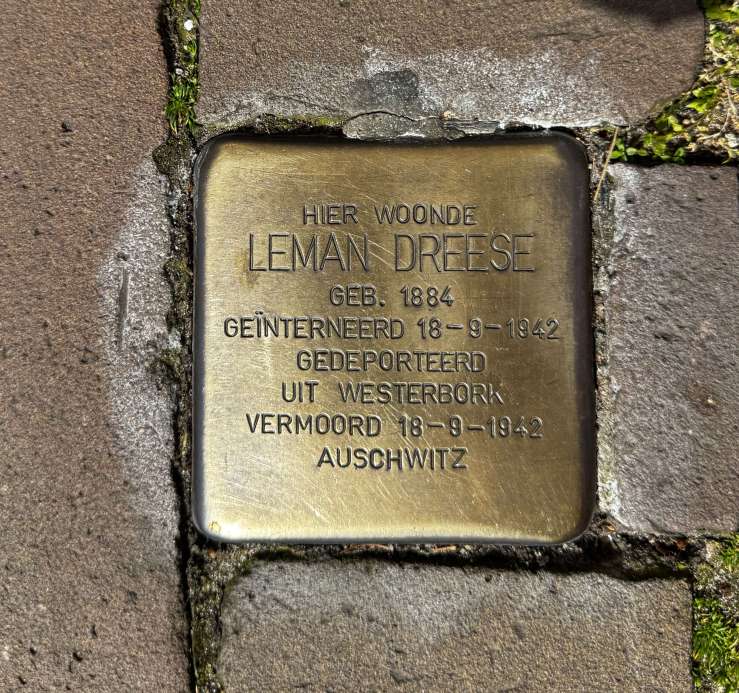 HIER WOONDE
LEMAN DREESE
GEB. 1884
GEÏNTERNEERD 18-9-1942
GEDEPORTEERD
UIT WESTERBORK
VERMOORD 18-9-1942
AUSCHWITZ